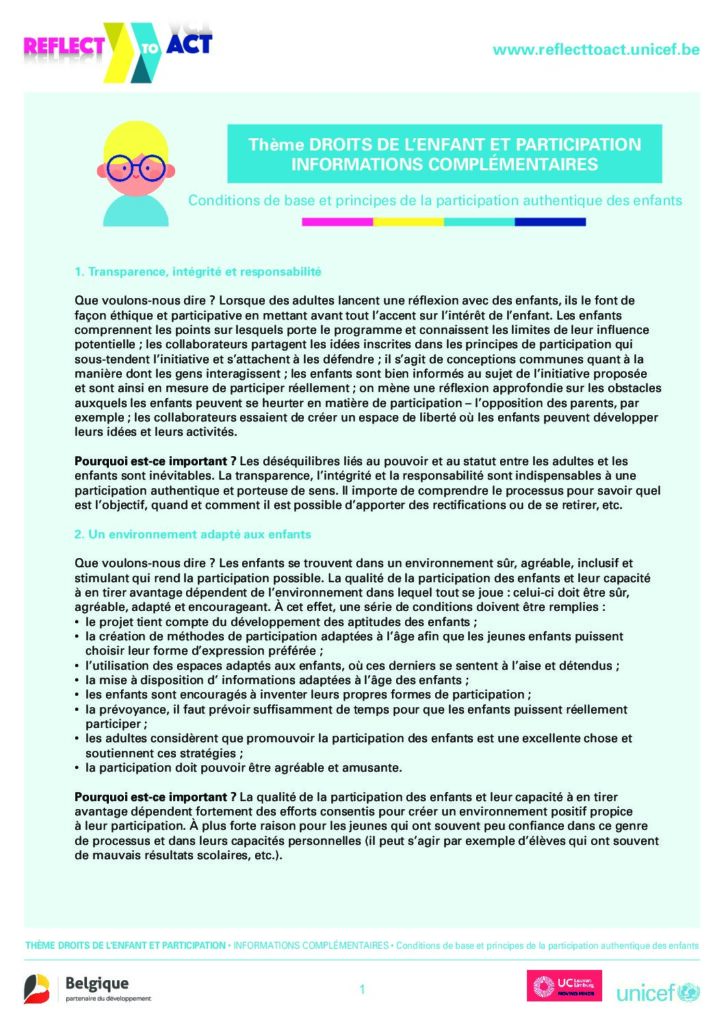 REFLECT TO ACT
www.reflecttoact.unicef.be
Thème DROITS DE L'ENFANT ET PARTICIPATION
INFORMATIONS COMPLÉMENTAIRES
Conditions de base et principes de la participation authentique des enfants
1. Transparence, intégrité et responsabilité
Que voulons-nous dire ? Lorsque des adultes lancent une réflexion avec des enfants, ils le font de
façon éthique et participative en mettant avant tout l'accent sur l'intérêt de l'enfant. Les enfants
comprennent les points sur lesquels porte le programme et connaissent les limites de leur influence
potentielle ; les collaborateurs partagent les idées inscrites dans les principes de participation qui
sous-tendent l'initiative et s'attachent à les défendre ; il s'agit de conceptions communes quant à la
manière dont les gens interagissent ; les enfants sont bien informés au sujet de l'initiative proposée
et sont ainsi en mesure de participer réellement ; on mène une réflexion approfondie sur les obstacles
auxquels les enfants peuvent se heurter en matière de participation – l'opposition des parents, par
exemple ; les collaborateurs essaient de créer un espace de liberté où les enfants peuvent développer
leurs idées et leurs activités.
Pourquoi est-ce important ? Les déséquilibres liés au pouvoir et au statut entre les adultes et les
enfants sont inévitables. La transparence, l'intégrité et la responsabilité sont indispensables à une
participation authentique et porteuse de sens. Il importe de comprendre le processus pour savoir quel
est l'objectif, quand et comment il est possible d'apporter des rectifications ou de se retirer, etc.
2. Un environnement adapté aux enfants
Que voulons-nous dire ? Les enfants se trouvent dans un environnement sûr, agréable, inclusif et
stimulant qui rend la participation possible. La qualité de la participation des enfants et leur capacité
à en tirer avantage dépendent de l'environnement dans lequel tout se joue : celui-ci doit être sûr,
agréable, adapté et encourageant. À cet effet, une série de conditions doivent être remplies :
• le projet tient compte du développement des aptitudes des enfants ;
• la création de méthodes de participation adaptées à l'âge afin que les jeunes enfants puissent
choisir leur forme d'expression préférée ;
• l'utilisation des espaces adaptés aux enfants, où ces derniers se sentent à l'aise et détendus ;
• la mise à disposition d' informations adaptées à l'âge des enfants ;
• les enfants sont encouragés à inventer leurs propres formes de participation ;
• la prévoyance, il faut prévoir suffisamment de temps pour que les enfants puissent réellement
participer ;
• les adultes considèrent que promouvoir la participation des enfants est une excellente chose et
soutiennent ces stratégies ;
• la participation doit pouvoir être agréable et amusante.
Pourquoi est-ce important ? La qualité de la participation des enfants et leur capacité à en tirer
avantage dépendent fortement des efforts consentis pour créer un environnement positif propice
à leur participation. À plus forte raison pour les jeunes qui ont souvent peu confiance dans ce genre
de processus et dans leurs capacités personnelles (il peut s'agir par exemple d'élèves qui ont souvent
de mauvais résultats scolaires, etc.).
THÈME DROITS DE L'ENFANT ET PARTICIPATION • INFORMATIONS COMPLÉMENTAIRES • Conditions de base et principes de la participation authentique des enfants
Belgique
partenaire du développement
1
UC Leuven
Limburg
unicef